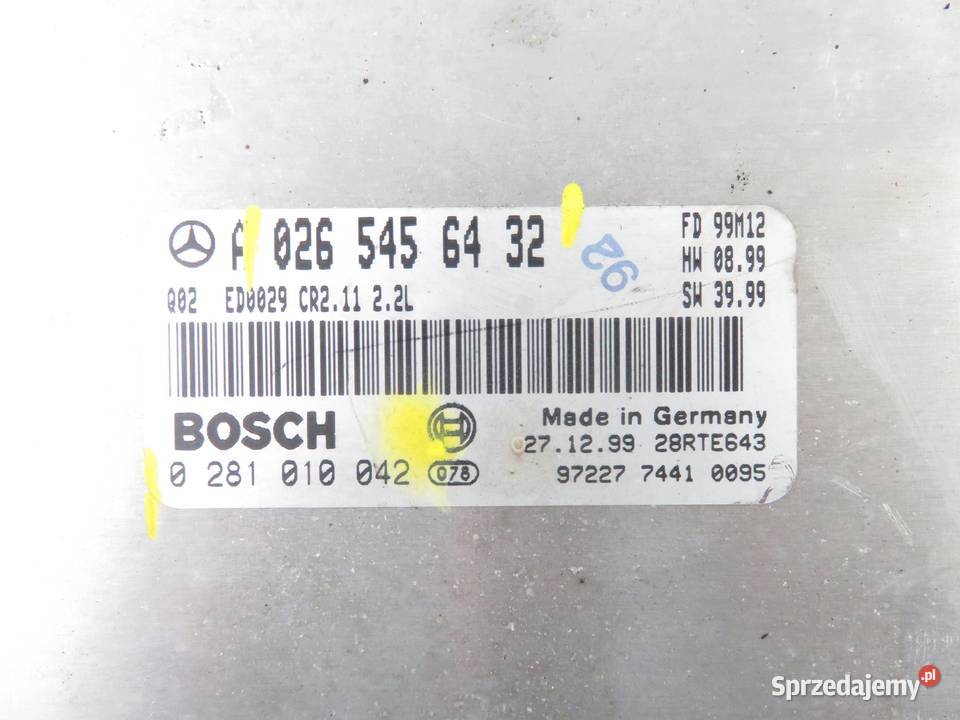 A 026 545 64 32
92
FD 99M12
HW 08.99
SW 39.99
Q02 ED0029 CR2.11 2.2L
BOSCH
Made in Germany
27.12.99 28RTE643
0 281 010 042 078
97227 7441 0095
Sprzedajemy.pl